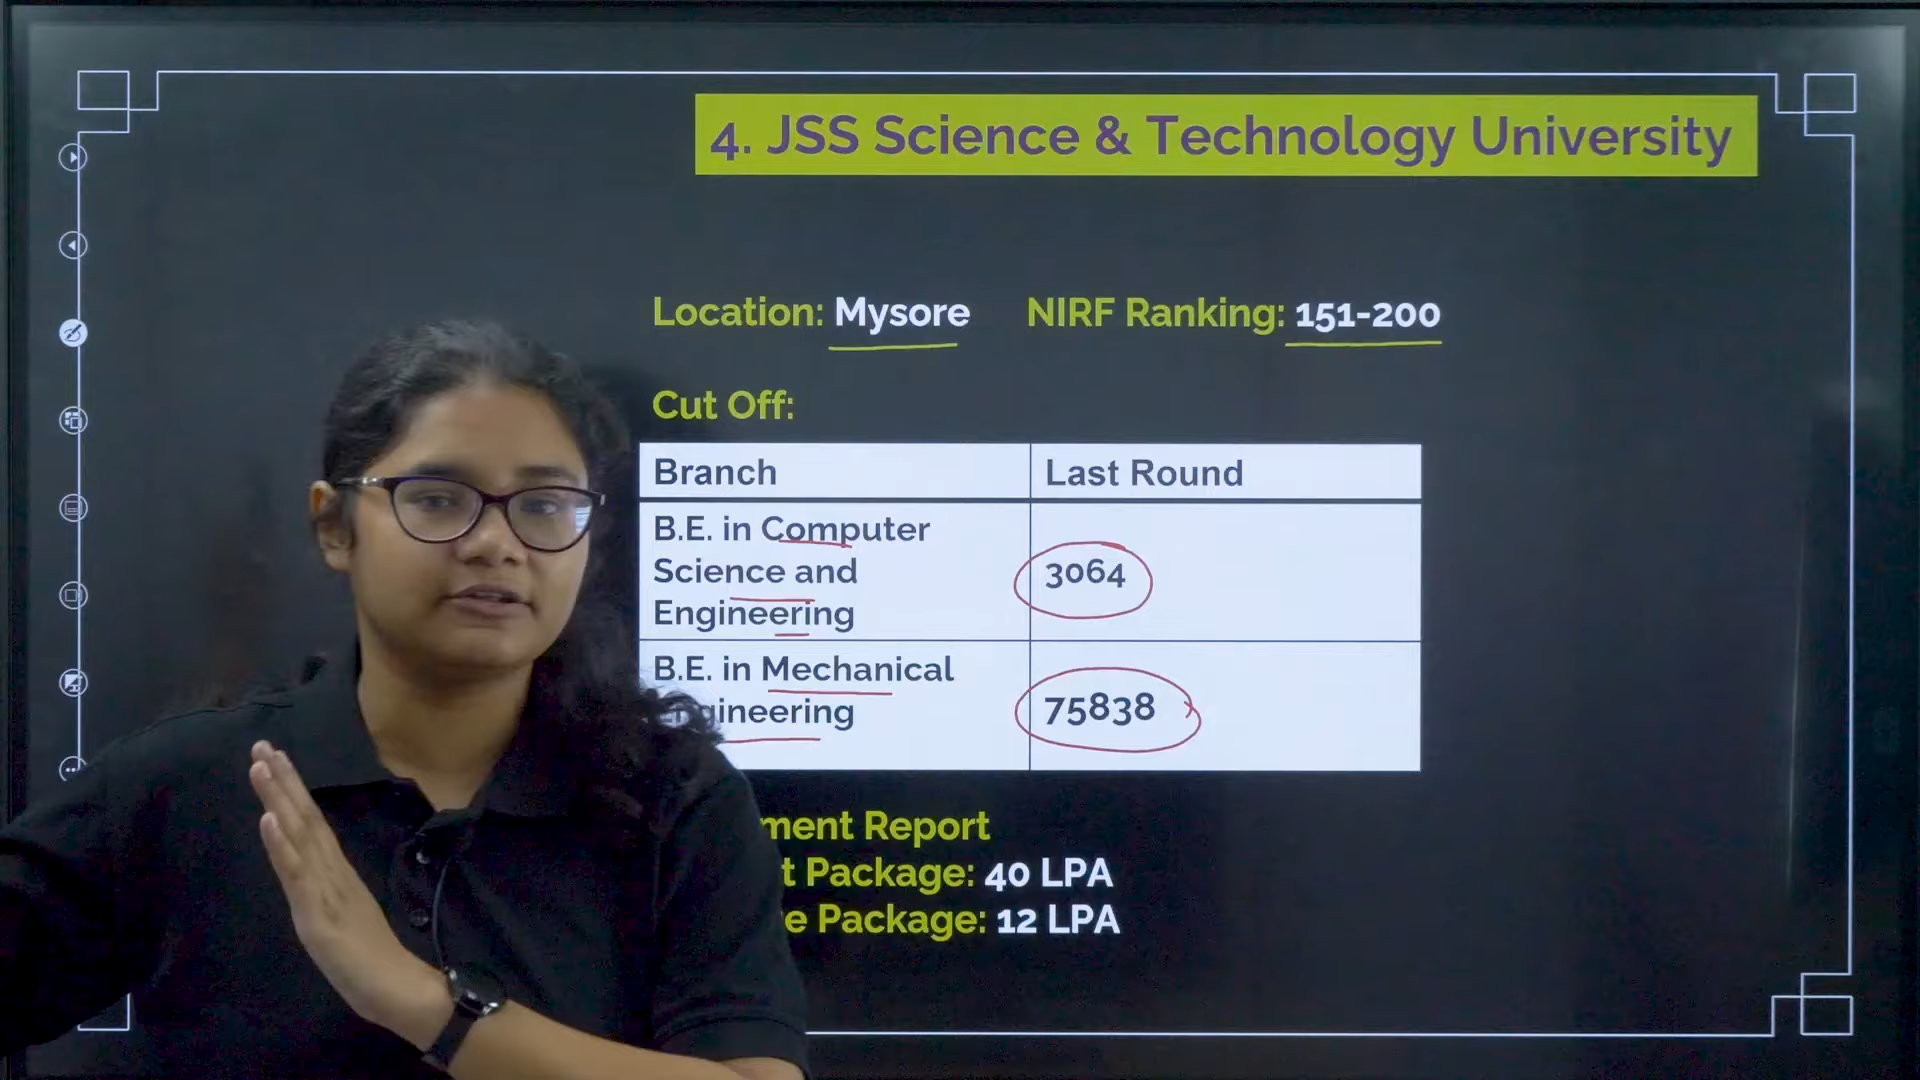 4. JSS Science & Technology University
Location: Mysore NIRF Ranking: 151-200
Cut Off:
Branch Last Round
B.E. in Computer
Science and
Engineering
3064
B.E. in Mechanical
Engineering
75838
ment Report
t Package: 40 LPA
e Package: 12 LPA